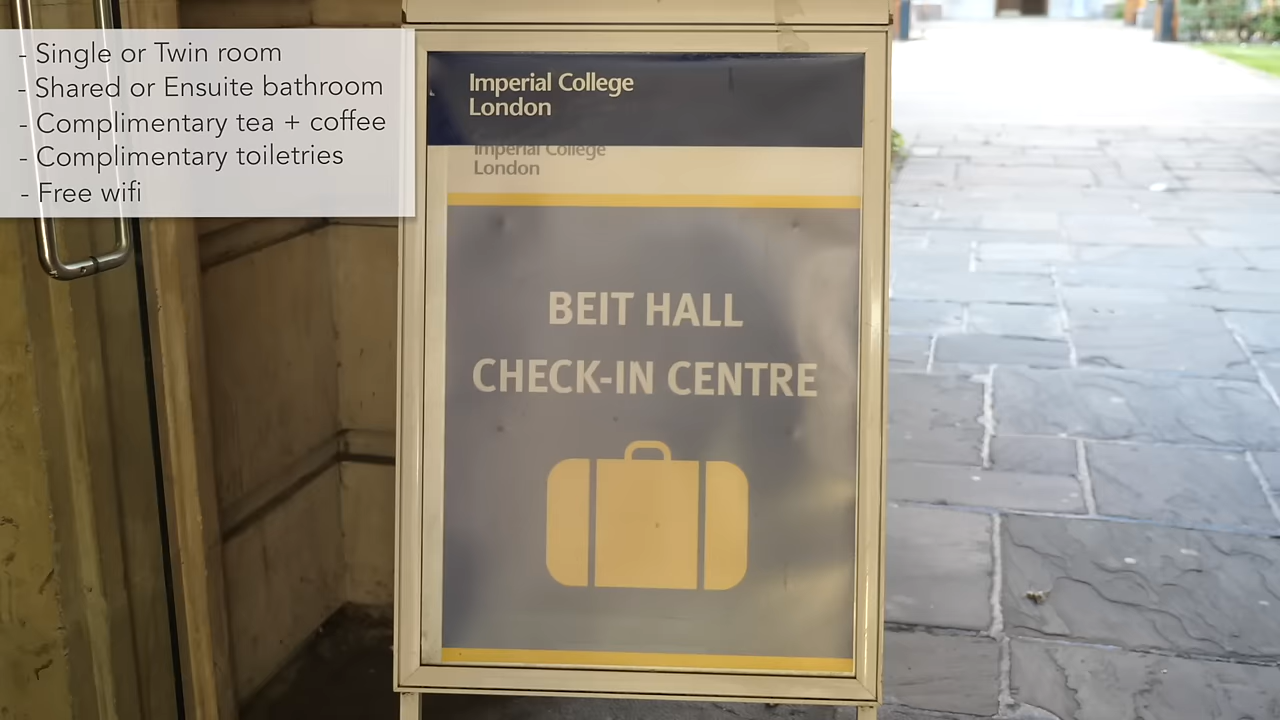 - Single or Twin room
- Shared or Ensuite bathroom
- Complimentary tea + coffee
- Complimentary toiletries
- Free wifi
Imperial College
London
Imperial College
London
BEIT HALL
CHECK-IN CENTRE